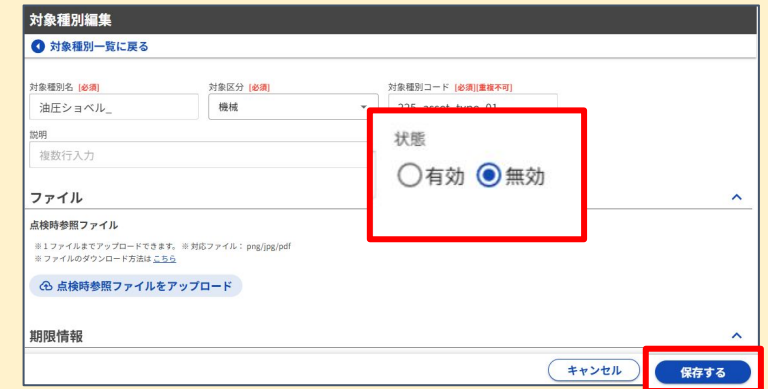 対象種別編集
対象種別一覧に戻る
対象種別名 [必須] 対象区分 [必須] 対象種別コード [必須][重複不可]
油圧ショベル_ 機械
説明
複数行入力
状態
有効 無効
ファイル
点検時参照ファイル
※1ファイルまでアップロードできます。 ※対応ファイル： png/jpg/pdf
※ファイルのダウンロード方法は こちら
点検時参照ファイルをアップロード
期限情報
キャンセル 保存する